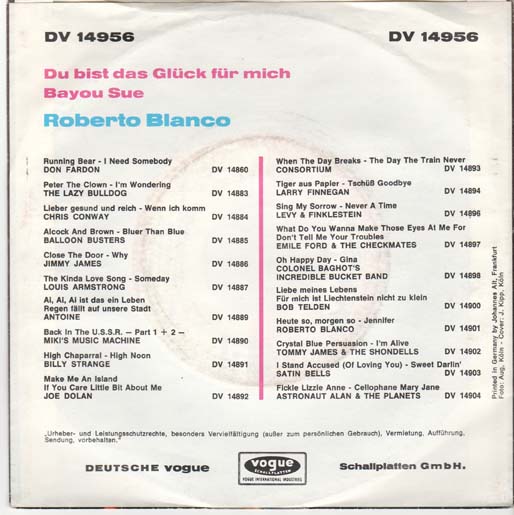 DV 14956 DV 14956
Du bist das Glück für mich
Bayou Sue
Roberto Blanco
Running Bear - I Need Somebody
DON FARDON DV 14860
Peter The Clown - I'm Wondering
THE LAZY BULLDOG DV 14883
Lieber gesund und reich - Wenn ich komm
CHRIS CONWAY DV 14884
Alcock And Brown - Bluer Than Blue
BALLOON BUSTERS DV 14885
Close The Door - Why
JIMMY JAMES DV 14886
The Kinda Love Song - Someday
LOUIS ARMSTRONG DV 14887
Ai, Ai, Ai ist das ein Leben
Regen fällt auf unsere Stadt
ANTOINE DV 14889
Back In The U.S.S.R. – Part 1 + 2 –
MIKI'S MUSIC MACHINE DV 14890
High Chaparral - High Noon
BILLY STRANGE DV 14891
Make Me An Island
If You Care Little Bit About Me
JOE DOLAN DV 14892
When The Day Breaks - The Day The Train Never
CONSORTIUM DV 14893
Tiger aus Papier - Tschüß Goodbye
LARRY FINNEGAN DV 14894
Sing My Sorrow - Never A Time
LEVY & FINKLESTEIN DV 14896
What Do You Wanna Make Those Eyes At Me For
Don't Tell Me Your Troubles
EMILE FORD & THE CHECKMATES DV 14897
Oh Happy Day - Gina
COLONEL BAGHOT'S
INCREDIBLE BUCKET BAND DV 14898
Liebe meines Lebens
Für mich ist Liechtenstein nicht zu klein
BOB TELDEN DV 14900
Heute so, morgen so - Jennifer
ROBERTO BLANCO DV 14901
Crystal Blue Persuasion - I'm Alive
TOMMY JAMES & THE SHONDELLS DV 14902
I Stand Accused (Of Loving You) - Sweet Darlin'
SATIN BELLS DV 14903
Fickle Lizzie Anne - Cellophane Mary Jane
ASTRONAUT ALAN & THE PLANETS DV 14904
Printed in Germany by Johannes Alt, Frankfurt
Foto: Aug, Köln - Cover: J. Kipp, Köln
„Urheber- und Leistungsschutzrechte, besonders Vervielfältigung (außer zum persönlichen Gebrauch), Vermietung, Aufführung,
Sendung, vorbehalten."
DEUTSCHE VOGUE vogue Schallplatten GmbH.
SCHALLPLATTEN
VOGUE INTERNATIONAL INDUSTRIES